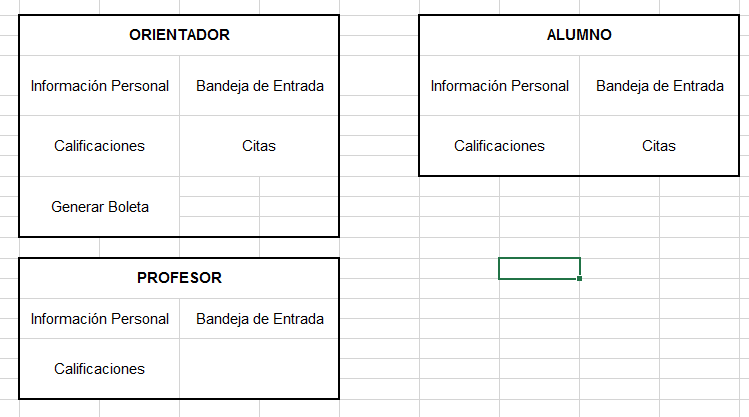 ORIENTADOR
Información Personal Bandeja de Entrada
Calificaciones Citas
Generar Boleta
ALUMNO
Información Personal Bandeja de Entrada
Calificaciones Citas
PROFESOR
Información Personal Bandeja de Entrada
Calificaciones